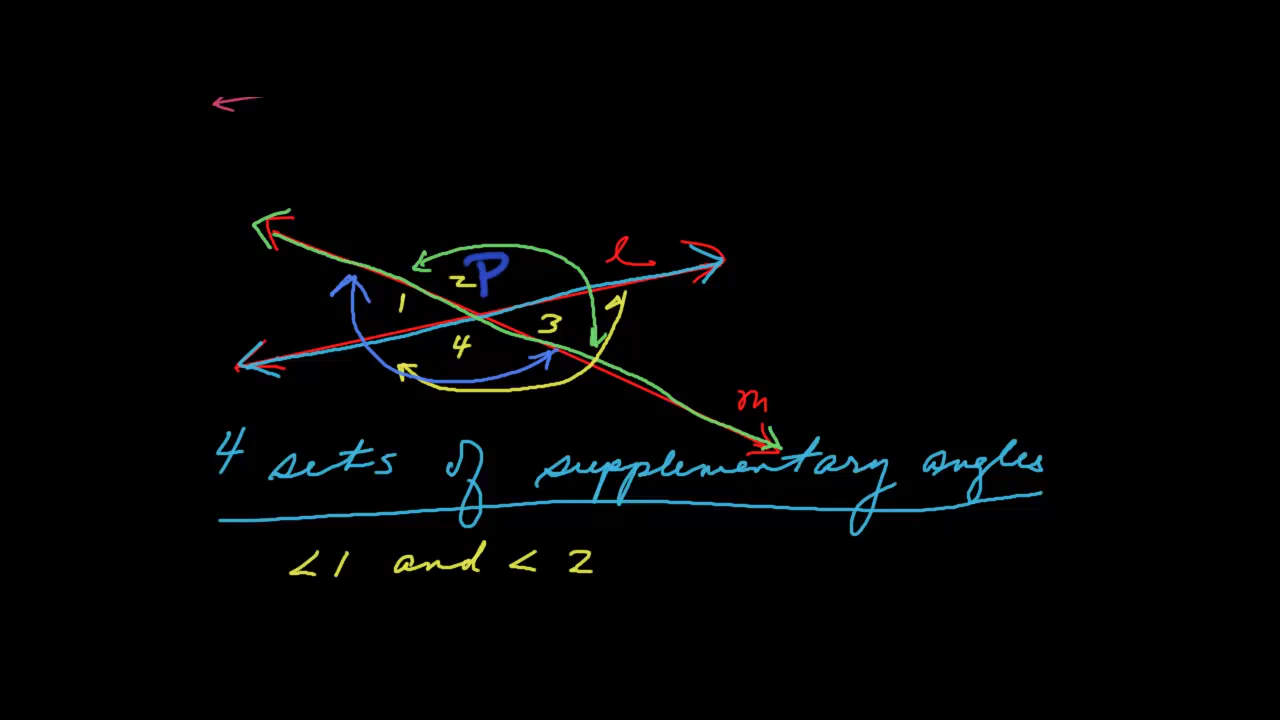 l
2 P
1
3
4
m
4 sets of supplementary angles
<1 and < 2